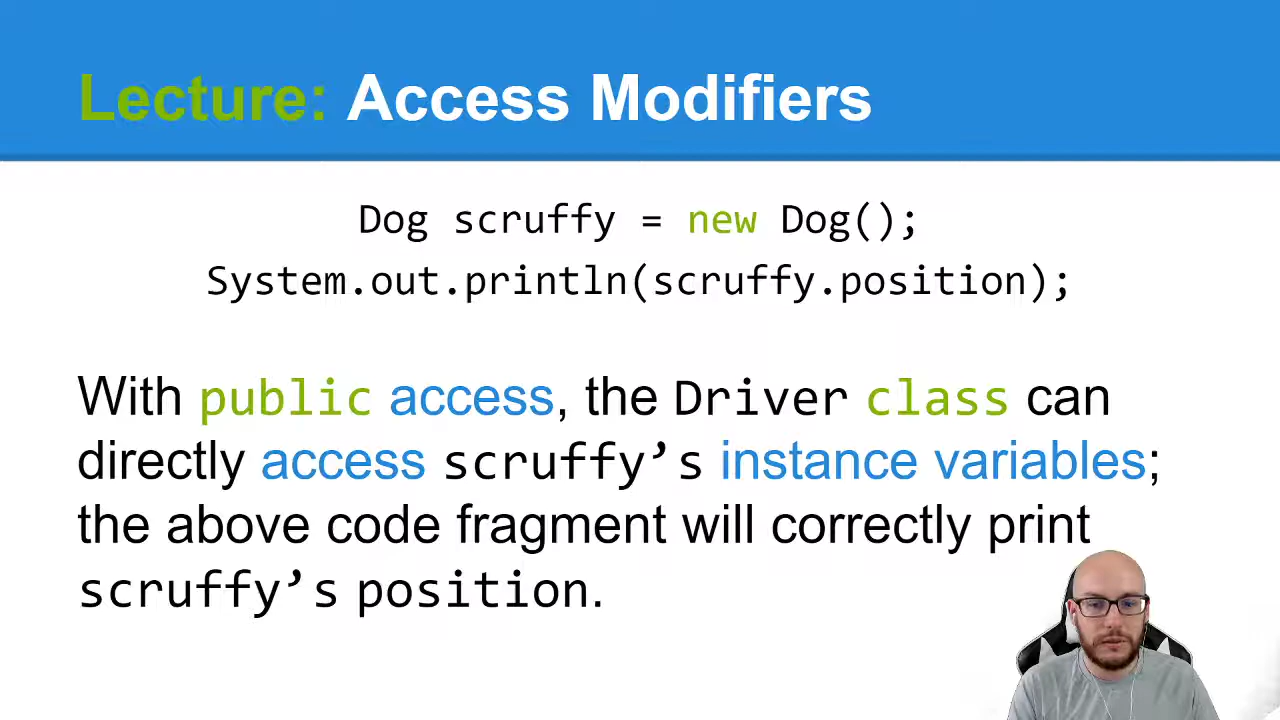 Lecture: Access Modifiers
Dog scruffy = new Dog();
System.out.println(scruffy.position);
With public access, the Driver class can
directly access scruffy’s instance variables;
the above code fragment will correctly print
scruffy’s position.